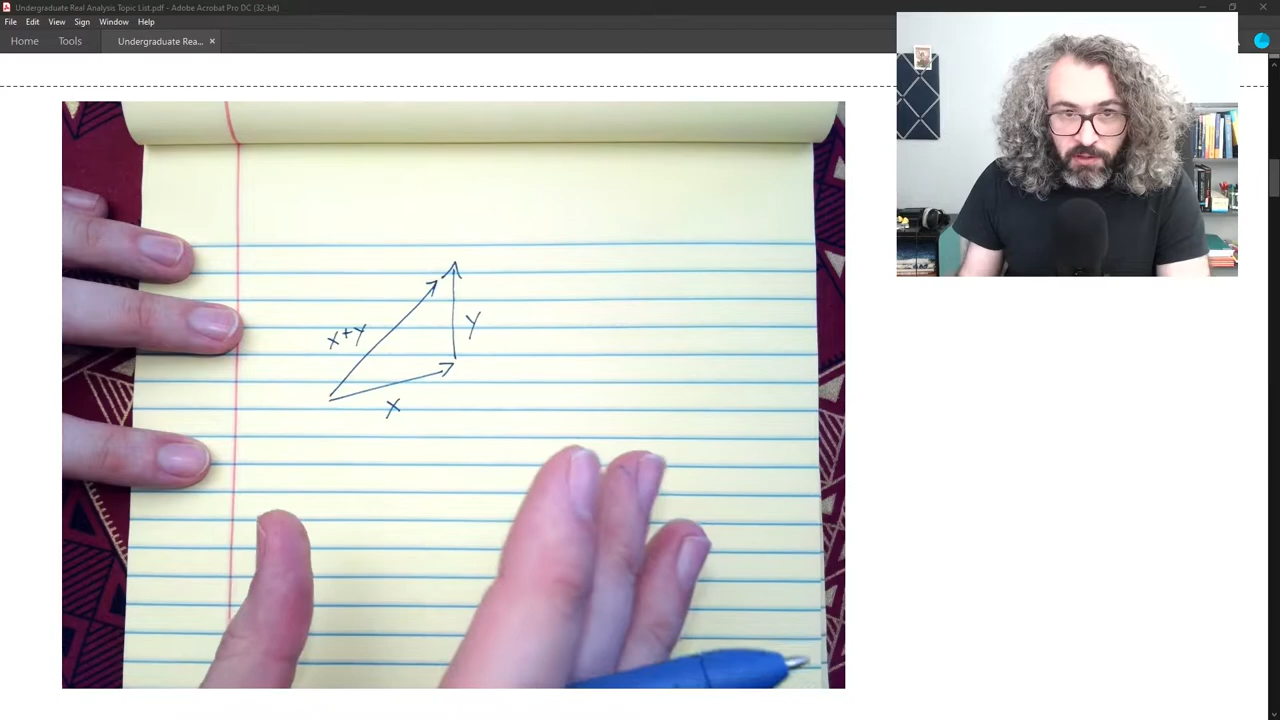 Undergraduate Real Analysis Topic List.pdf - Adobe Acrobat Pro DC (32-bit)
File Edit View Sign Window Help
Home Tools Undergraduate Rea... ×
x+y
y
x